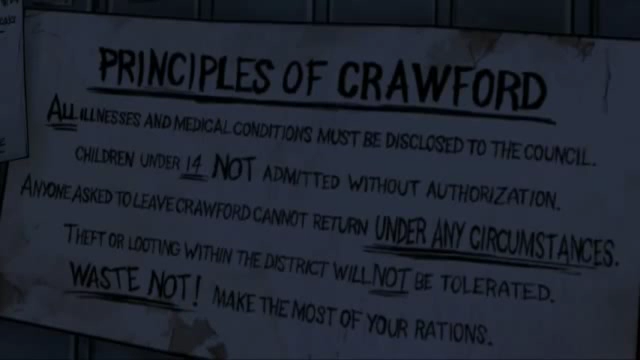 PRINCIPLES OF CRAWFORD
ALL ILLNESSES AND MEDICAL CONDITIONS MUST BE DISCLOSED TO THE COUNCIL.
CHILDREN UNDER 14 NOT ADMITTED WITHOUT AUTHORIZATION.
ANYONE ASKED TO LEAVE CRAWFORD CANNOT RETURN UNDER ANY CIRCUMSTANCES.
THEFT OR LOOTING WITHIN THE DISTRICT WILL NOT BE TOLERATED.
WASTE NOT! MAKE THE MOST OF YOUR RATIONS.